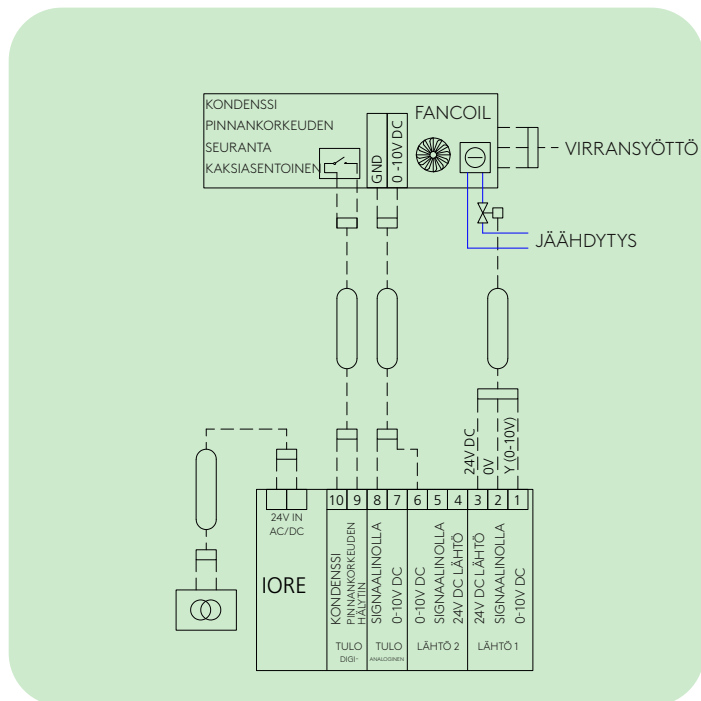 KONDENSSI
PINNANKORKEUDEN
SEURANTA
KAKSIASENTOINEN
GND
0 -10V DC
FANCOIL
VIRRANSYÖTTÖ
JÄÄHDYTYS
24V DC
0V
Y (0-10V)
24V IN
AC/DC
10
9
8
7
6
5
4
3
2
1
IORE
KONDENSSI
PINNANKORKEUDEN
HÄLYTIN
SIGNAALINOLLA
0-10V DC
0-10V DC
SIGNAALINOLLA
24V DC LÄHTÖ
24V DC LÄHTÖ
SIGNAALINOLLA
0-10V DC
TULO
DIGI-
TULO
ANALOGINEN
LÄHTÖ 2
LÄHTÖ 1